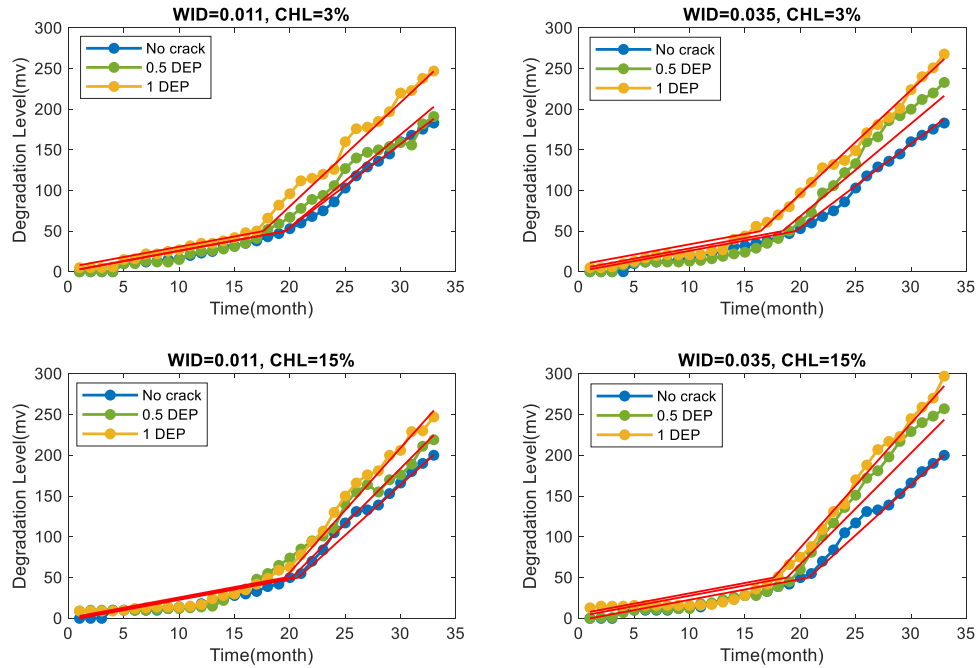 WID=0.011, CHL=3%
300
250
200
150
100
50
0
Degradation Level(mv)
No crack
0.5 DEP
1 DEP
0 5 10 15 20 25 30 35
Time(month)
WID=0.035, CHL=3%
300
250
200
150
100
50
0
Degradation Level(mv)
No crack
0.5 DEP
1 DEP
0 5 10 15 20 25 30 35
Time(month)
WID=0.011, CHL=15%
300
250
200
150
100
50
0
Degradation Level(mv)
No crack
0.5 DEP
1 DEP
0 5 10 15 20 25 30 35
Time(month)
WID=0.035, CHL=15%
300
250
200
150
100
50
0
Degradation Level(mv)
No crack
0.5 DEP
1 DEP
0 5 10 15 20 25 30 35
Time(month)